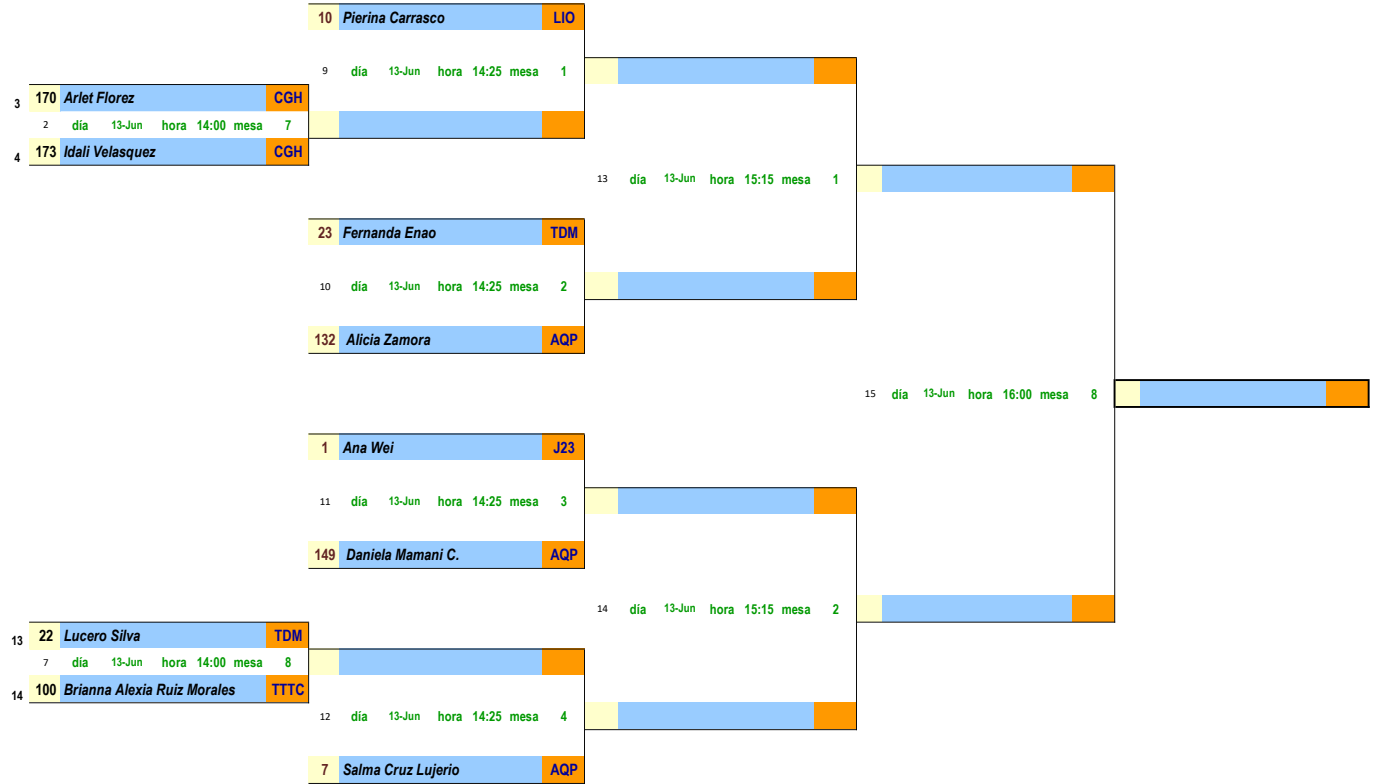 10 Pierina Carrasco LIO
9 día 13-Jun hora 14:25 mesa 1
3 170 Arlet Florez CGH
2 día 13-Jun hora 14:00 mesa 7
4 173 Idali Velasquez CGH
13 día 13-Jun hora 15:15 mesa 1
23 Fernanda Enao TDM
10 día 13-Jun hora 14:25 mesa 2
132 Alicia Zamora AQP
15 día 13-Jun hora 16:00 mesa 8
1 Ana Wei J23
11 día 13-Jun hora 14:25 mesa 3
149 Daniela Mamani C. AQP
14 día 13-Jun hora 15:15 mesa 2
13 22 Lucero Silva TDM
7 día 13-Jun hora 14:00 mesa 8
14 100 Brianna Alexia Ruiz Morales TTTC
12 día 13-Jun hora 14:25 mesa 4
7 Salma Cruz Lujerio AQP